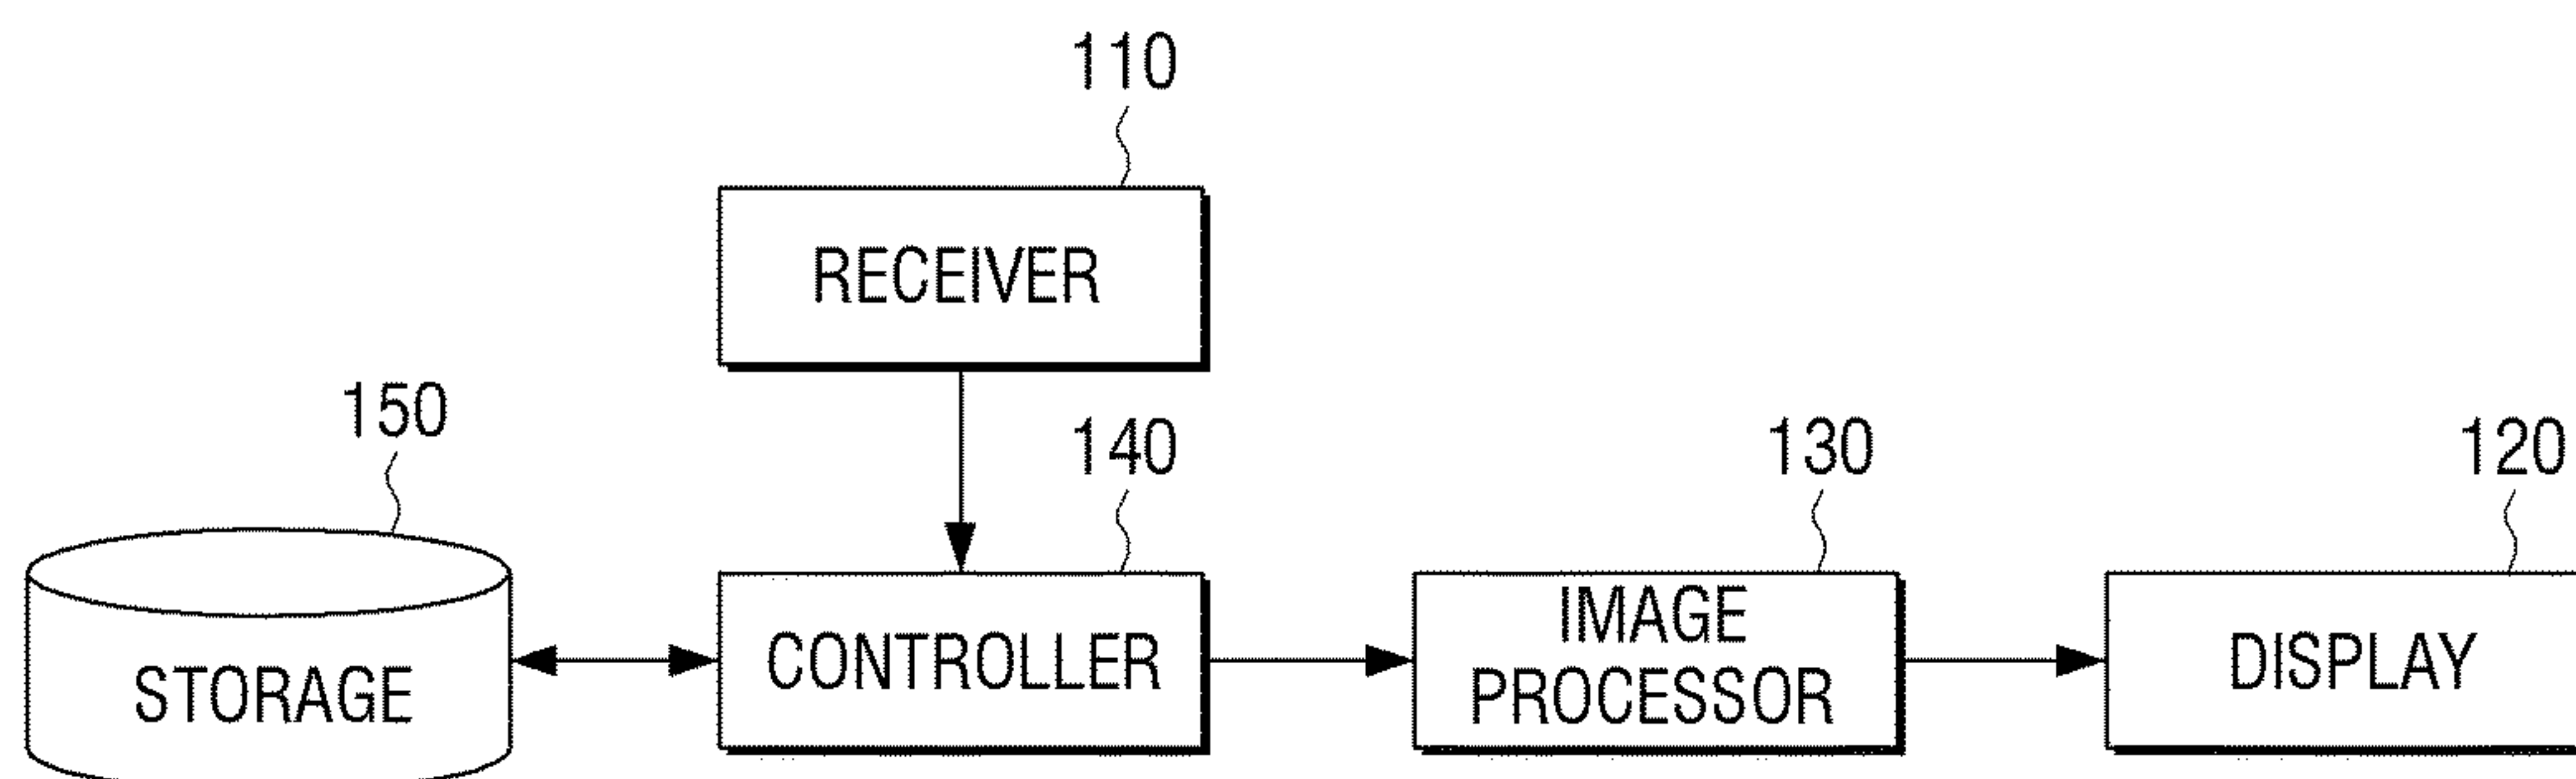 110
RECEIVER
150
140
130
120
STORAGE
CONTROLLER
IMAGE
PROCESSOR
DISPLAY